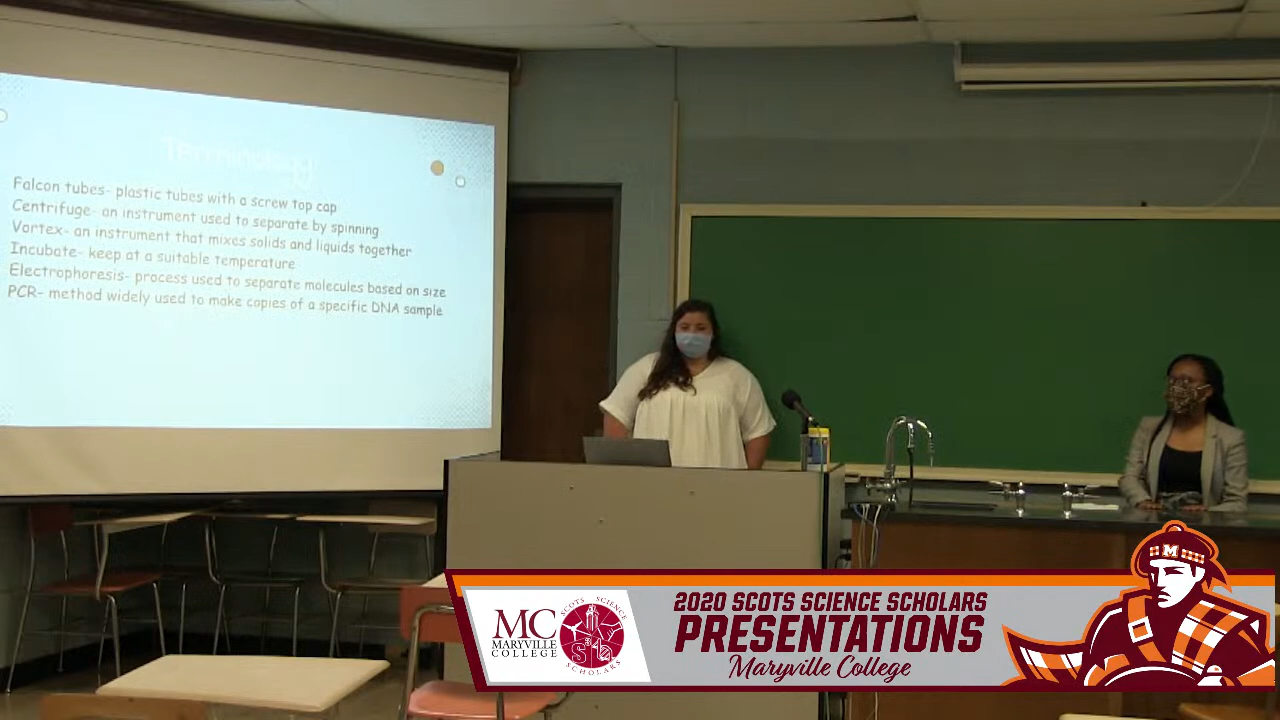 Terminology
Falcon tubes- plastic tubes with a screw top cap
Centrifuge- an instrument used to separate by spinning
Vortex- an instrument that mixes solids and liquids together
Incubate- keep at a suitable temperature
Electrophoresis- process used to separate molecules based on size
PCR- method widely used to make copies of a specific DNA sample
MC
MARYVILLE
COLLEGE
SCOTS SCIENCE
SCHOLARS
2020 SCOTS SCIENCE SCHOLARS
PRESENTATIONS
Maryville College
M